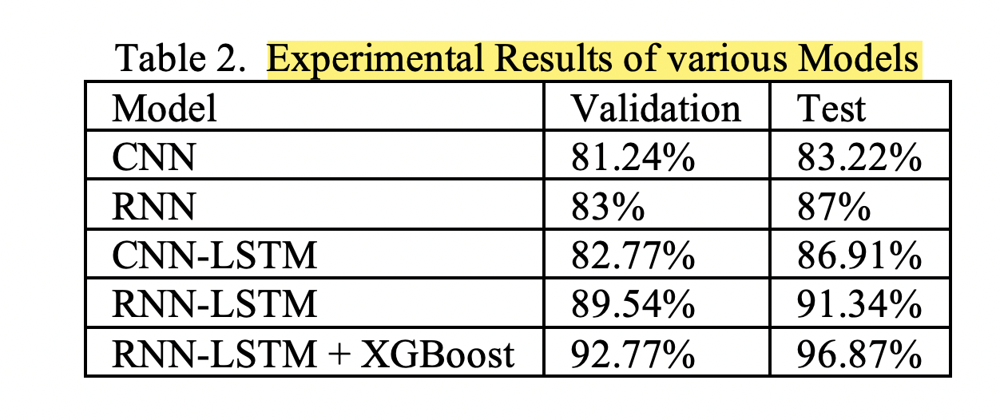 Table 2. Experimental Results of various Models
Model Validation Test
CNN 81.24% 83.22%
RNN 83% 87%
CNN-LSTM 82.77% 86.91%
RNN-LSTM 89.54% 91.34%
RNN-LSTM + XGBoost 92.77% 96.87%